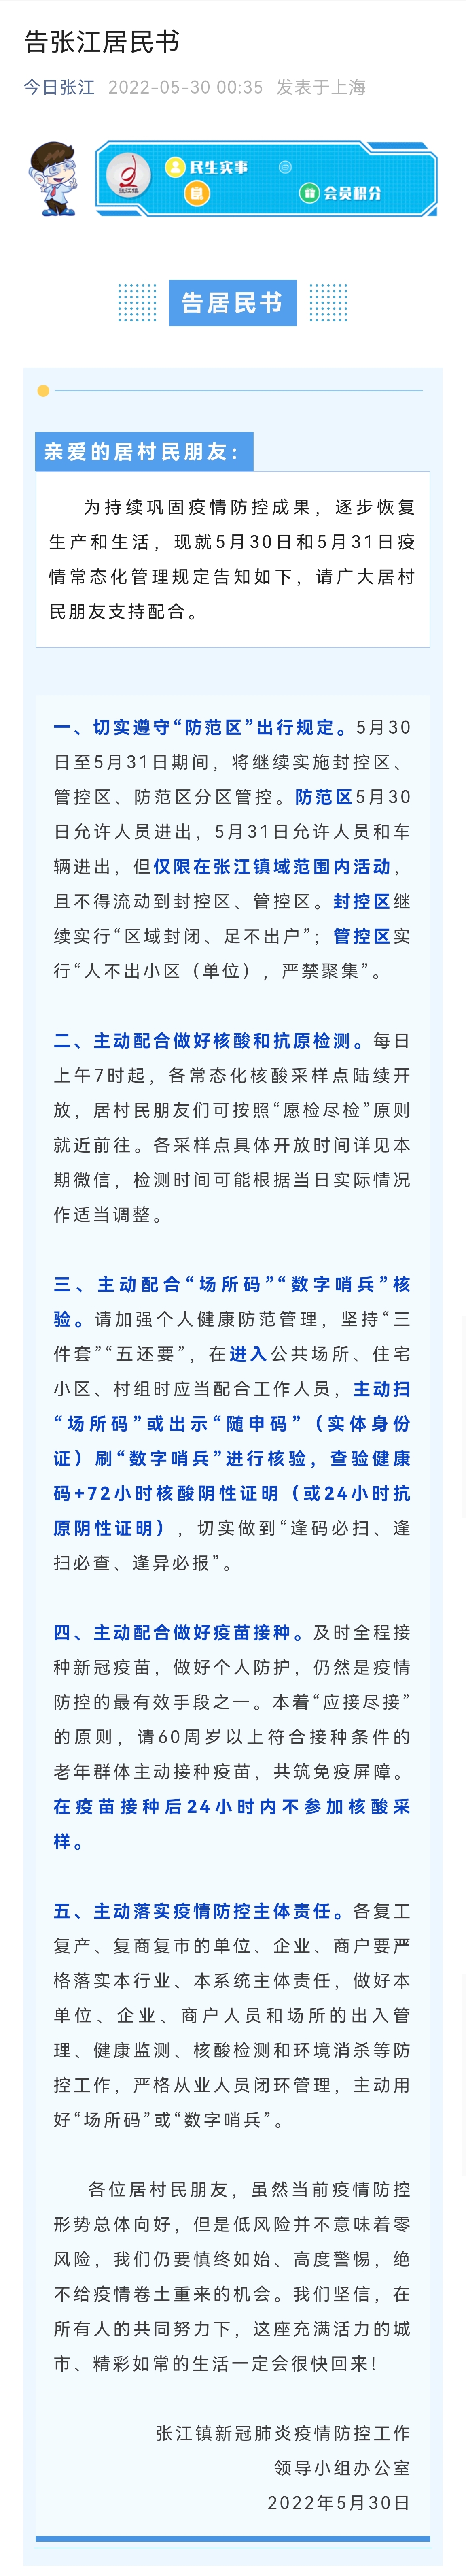 告张江居民书
今日张江 2022-05-30 00:35 发表于上海
张江镇
民生实事
会员积分
告居民书
亲爱的居村民朋友：
为持续巩固疫情防控成果，逐步恢复
生产和生活，现就5月30日和5月31日疫
情常态化管理规定告知如下，请广大居村
民朋友支持配合。
一、切实遵守“防范区”出行规定。5月30
日至5月31日期间，将继续实施封控区、
管控区、防范区分区管控。防范区5月30
日允许人员进出，5月31日允许人员和车
辆进出，但仅限在张江镇域范围内活动，
且不得流动到封控区、管控区。封控区继
续实行“区域封闭、足不出户”；管控区实
行“人不出小区（单位），严禁聚集”。
二、主动配合做好核酸和抗原检测。每日
上午7时起，各常态化核酸采样点陆续开
放，居村民朋友们可按照“愿检尽检”原则
就近前往。各采样点具体开放时间详见本
期微信，检测时间可能根据当日实际情况
作适当调整。
三、主动配合“场所码”“数字哨兵”核
验。请加强个人健康防范管理，坚持“三
件套”“五还要”，在进入公共场所、住宅
小区、村组时应当配合工作人员，主动扫
“场所码”或出示“随申码”（实体身份
证）刷“数字哨兵”进行核验，查验健康
码+72小时核酸阴性证明（或24小时抗
原阴性证明），切实做到“逢码必扫、逢
扫必查、逢异必报”。
四、主动配合做好疫苗接种。及时全程接
种新冠疫苗，做好个人防护，仍然是疫情
防控的最有效手段之一。本着“应接尽接”
的原则，请60周岁以上符合接种条件的
老年群体主动接种疫苗，共筑免疫屏障。
在疫苗接种后24小时内不参加核酸采
样。
五、主动落实疫情防控主体责任。各复工
复产、复商复市的单位、企业、商户要严
格落实本行业、本系统主体责任，做好本
单位、企业、商户人员和场所的出入管
理、健康监测、核酸检测和环境消杀等防
控工作，严格从业人员闭环管理，主动用
好“场所码”或“数字哨兵”。
各位居村民朋友，虽然当前疫情防控
形势总体向好，但是低风险并不意味着零
风险，我们仍要慎终如始、高度警惕，绝
不给疫情卷土重来的机会。我们坚信，在
所有人的共同努力下，这座充满活力的城
市、精彩如常的生活一定会很快回来！
张江镇新冠肺炎疫情防控工作
领导小组办公室
2022年5月30日